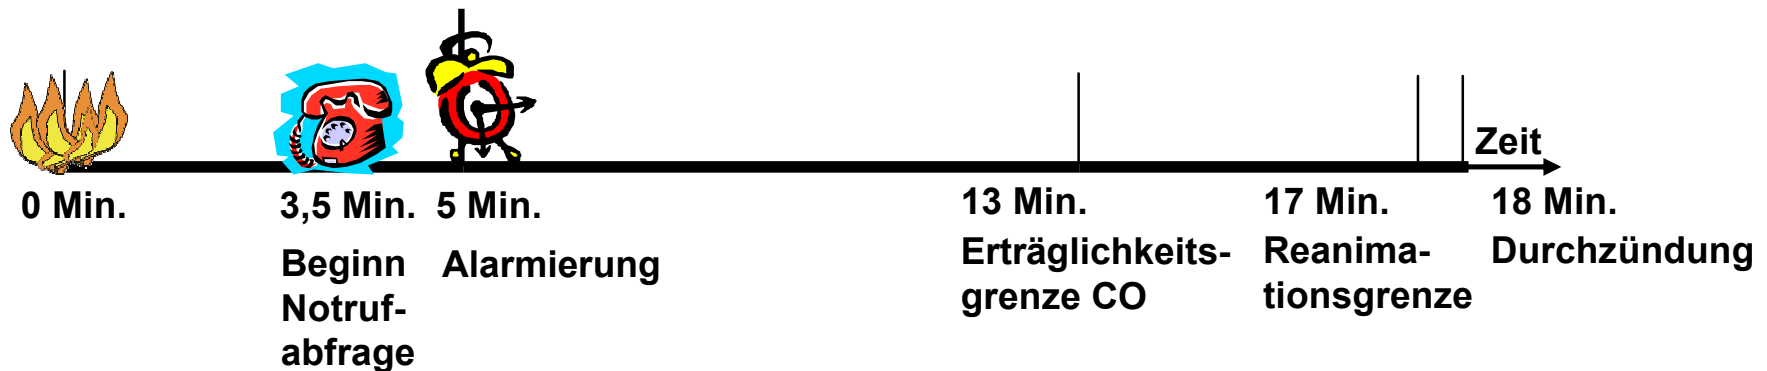 Zeit
0 Min.
3,5 Min.
Beginn
Notruf-
abfrage
5 Min.
Alarmierung
13 Min.
Erträglichkeits-
grenze CO
17 Min.
Reanima-
tionsgrenze
18 Min.
Durchzündung